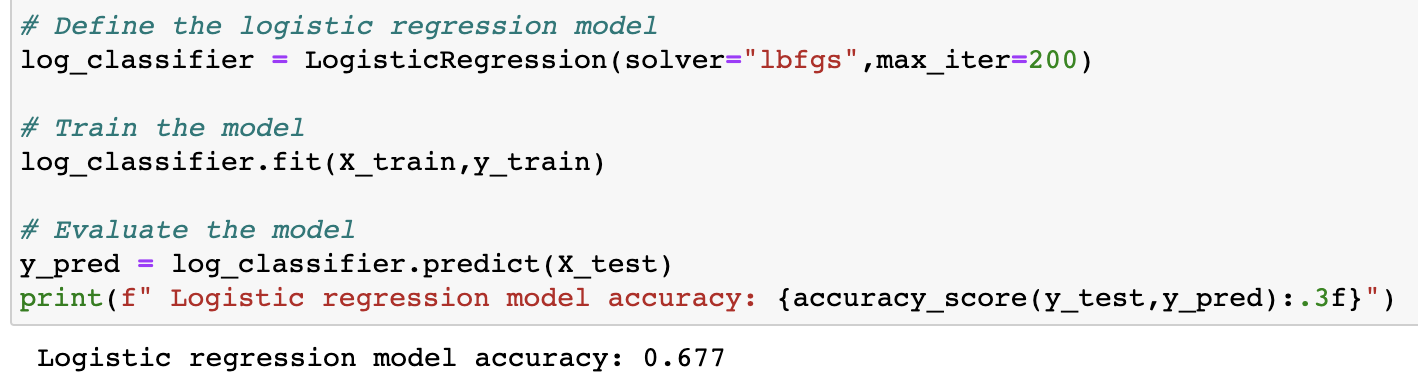 # Define the logistic regression model
log_classifier = LogisticRegression(solver="lbfgs",max_iter=200)
# Train the model
log_classifier.fit(X_train,y_train)
# Evaluate the model
y_pred = log_classifier.predict(X_test)
print(f" Logistic regression model accuracy: {accuracy_score(y_test,y_pred):.3f}")
Logistic regression model accuracy: 0.677